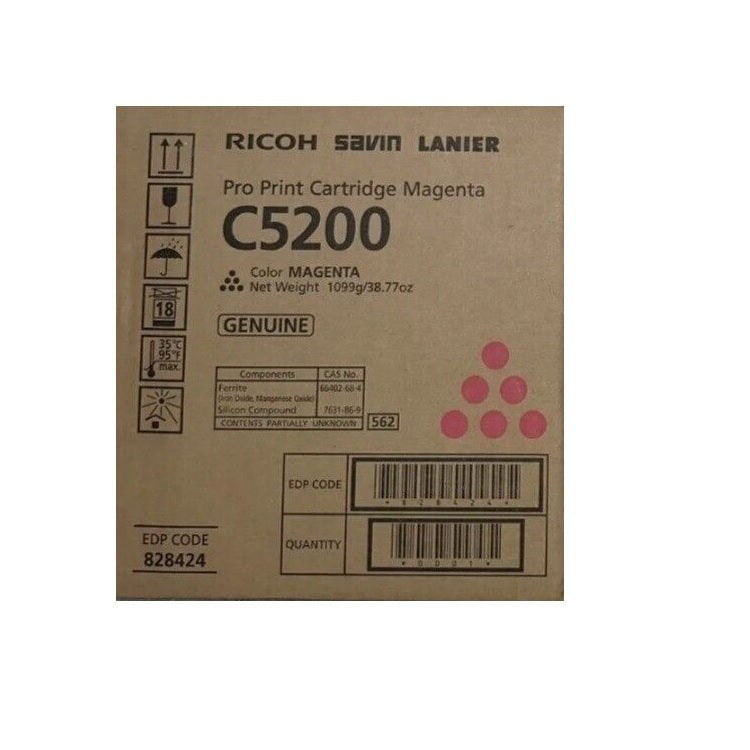 RICOH savin LANIER
Pro Print Cartridge Magenta
C5200
Color MAGENTA
Net Weight 1099g/38.77oz
GENUINE
18
35°C
95°F
max.
Components CAS No.
Ferrite 66402-68-4
(Iron Oxide, Manganese Oxide)
Silicon Compound 7631-86-9
CONTENTS PARTIALLY UNKNOWN 562
EDP CODE
*828424*
QUANTITY
*0001*
EDP CODE
828424